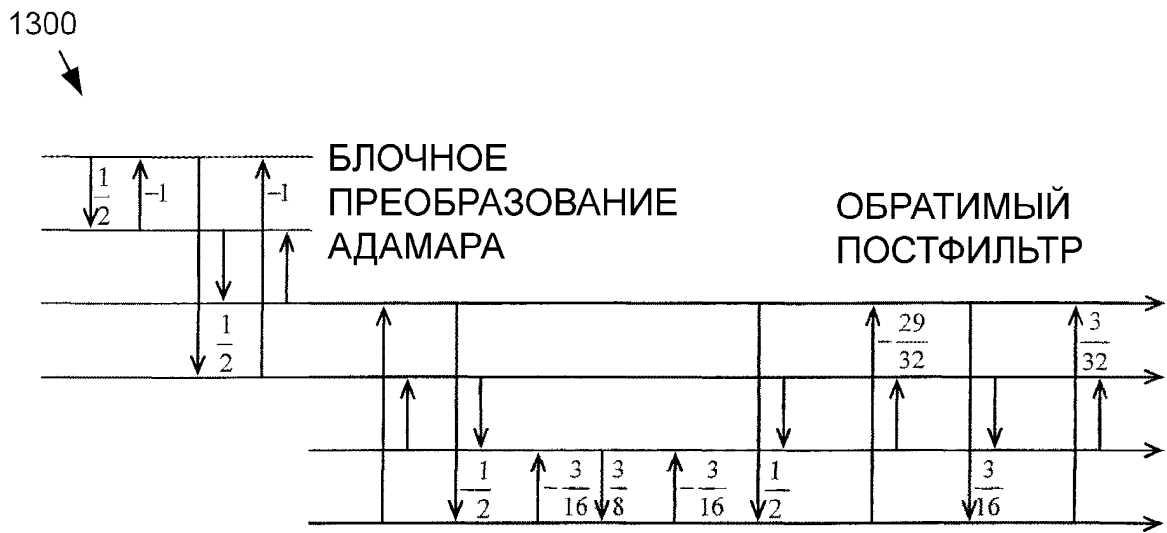 1300
БЛОЧНОЕ
ПРЕОБРАЗОВАНИЕ
АДАМАРА
ОБРАТИМЫЙ
ПОСТФИЛЬТР
1/2
-1
-1
1/2
-29/32
3/32
-1/2
-3/16
3/8
-3/16
1/2
3/16